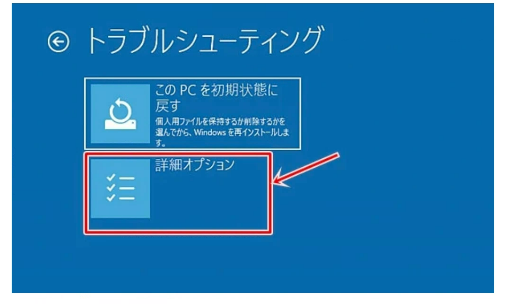 トラブルシューティング
この PC を初期状態に
戻す
個人用ファイルを保持するか削除するかを
選んでから、Windows を再インストールしま
す。
詳細オプション